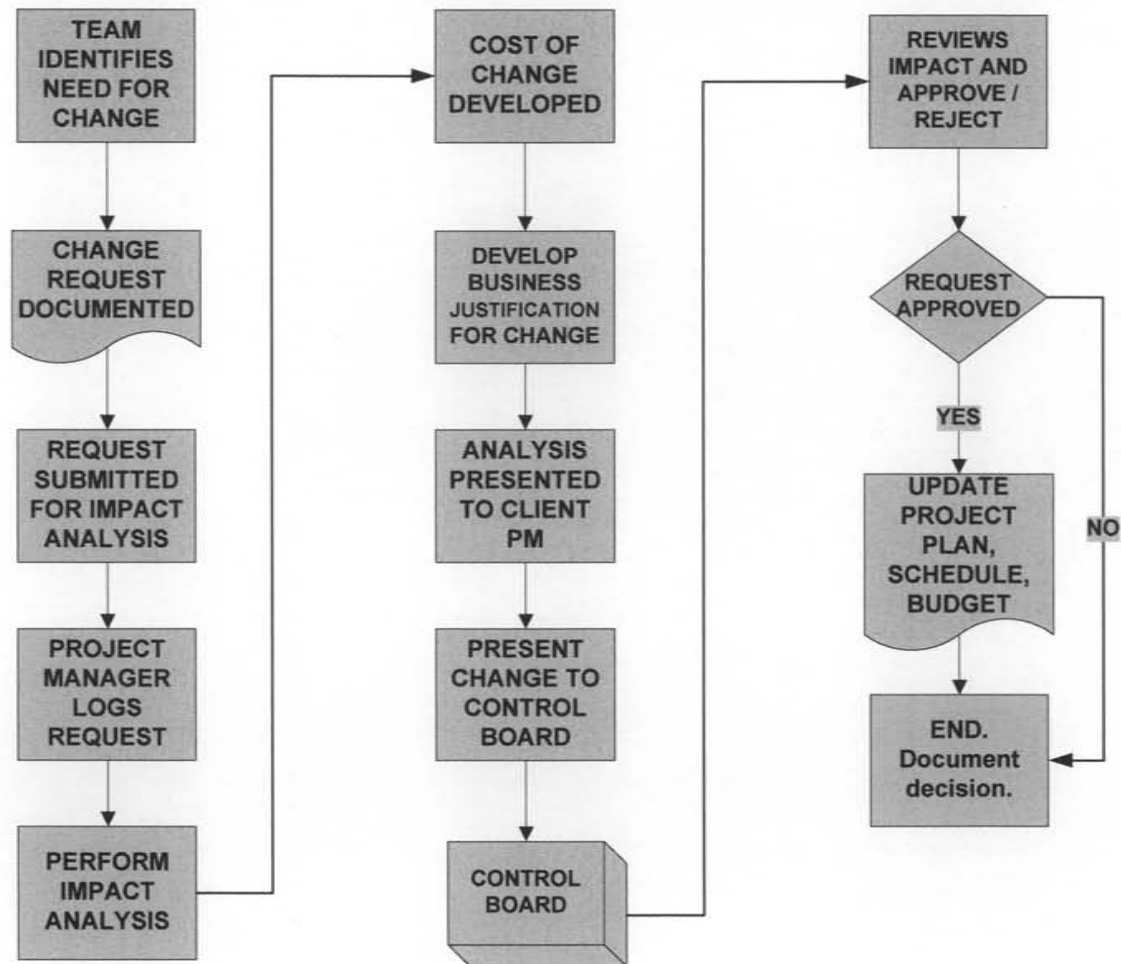 TEAM
IDENTIFIES
NEED FOR
CHANGE
CHANGE
REQUEST
DOCUMENTED
REQUEST
SUBMITTED
FOR IMPACT
ANALYSIS
PROJECT
MANAGER
LOGS
REQUEST
PERFORM
IMPACT
ANALYSIS
COST OF
CHANGE
DEVELOPED
DEVELOP
BUSINESS
JUSTIFICATION
FOR CHANGE
ANALYSIS
PRESENTED
TO CLIENT
PM
PRESENT
CHANGE TO
CONTROL
BOARD
CONTROL
BOARD
REVIEWS
IMPACT AND
APPROVE /
REJECT
REQUEST
APPROVED
YES
NO
UPDATE
PROJECT
PLAN,
SCHEDULE,
BUDGET
END.
Document
decision.